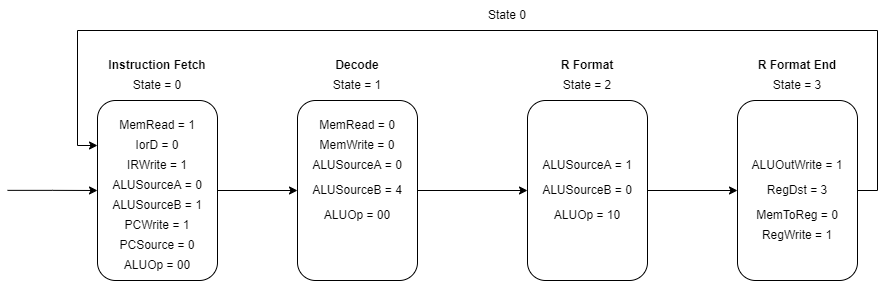 State 0
Instruction Fetch
State = 0
MemRead = 1
IorD = 0
IRWrite = 1
ALUSourceA = 0
ALUSourceB = 1
PCWrite = 1
PCSource = 0
ALUOp = 00
Decode
State = 1
MemRead = 0
MemWrite = 0
ALUSourceA = 0
ALUSourceB = 4
ALUOp = 00
R Format
State = 2
ALUSourceA = 1
ALUSourceB = 0
ALUOp = 10
R Format End
State = 3
ALUOutWrite = 1
RegDst = 3
MemToReg = 0
RegWrite = 1